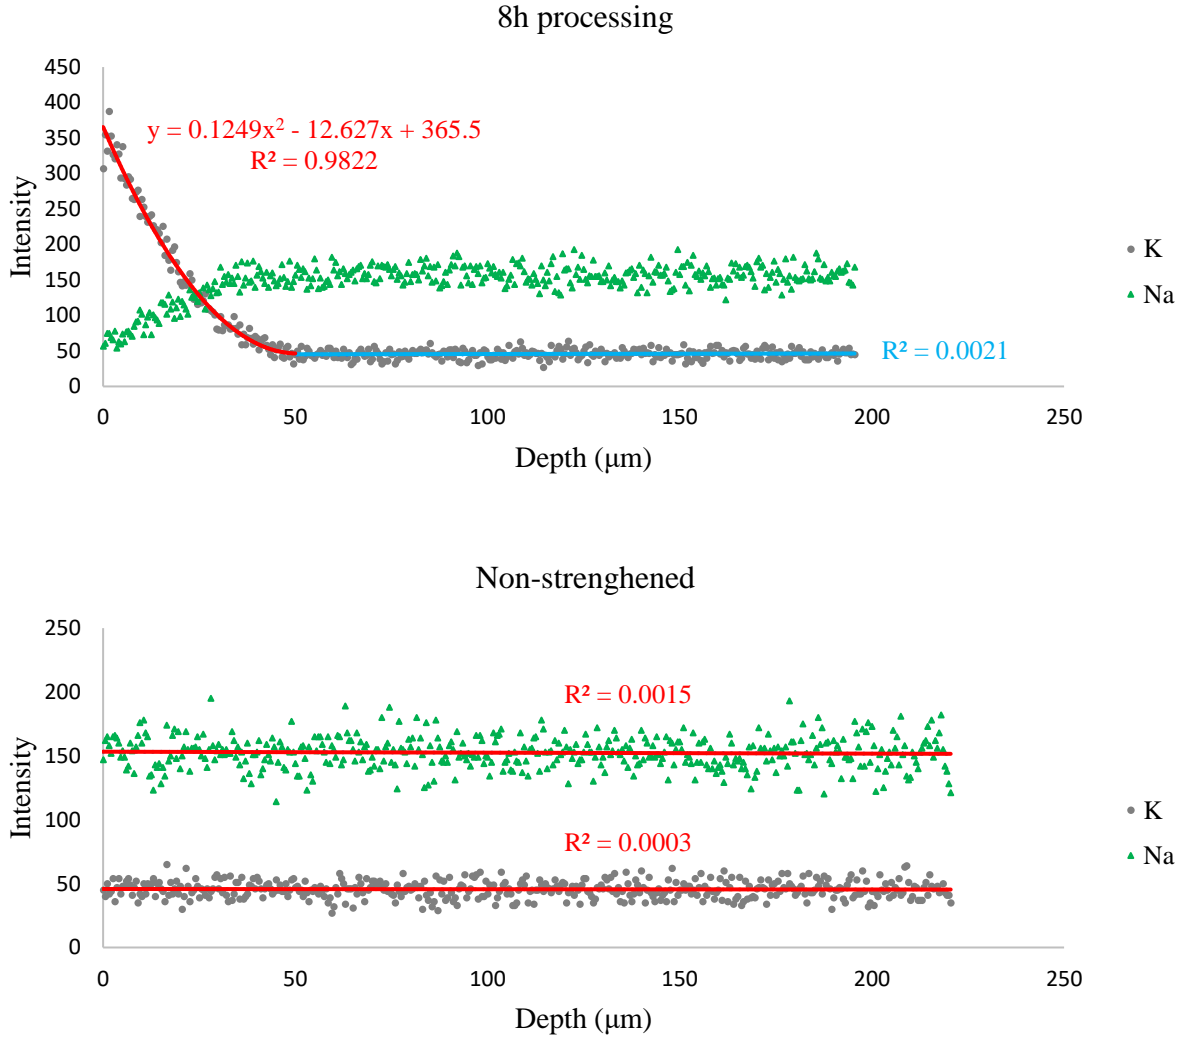 8h processing
450
400
350
300
250
200
150
100
50
0
Intensity
y = 0.1249x² - 12.627x + 365.5
R² = 0.9822
R² = 0.0021
K
Na
0 50 100 150 200 250
Depth (μm)
Non-strenghened
250
200
150
100
50
0
Intensity
R² = 0.0015
R² = 0.0003
K
Na
0 50 100 150 200 250
Depth (μm)